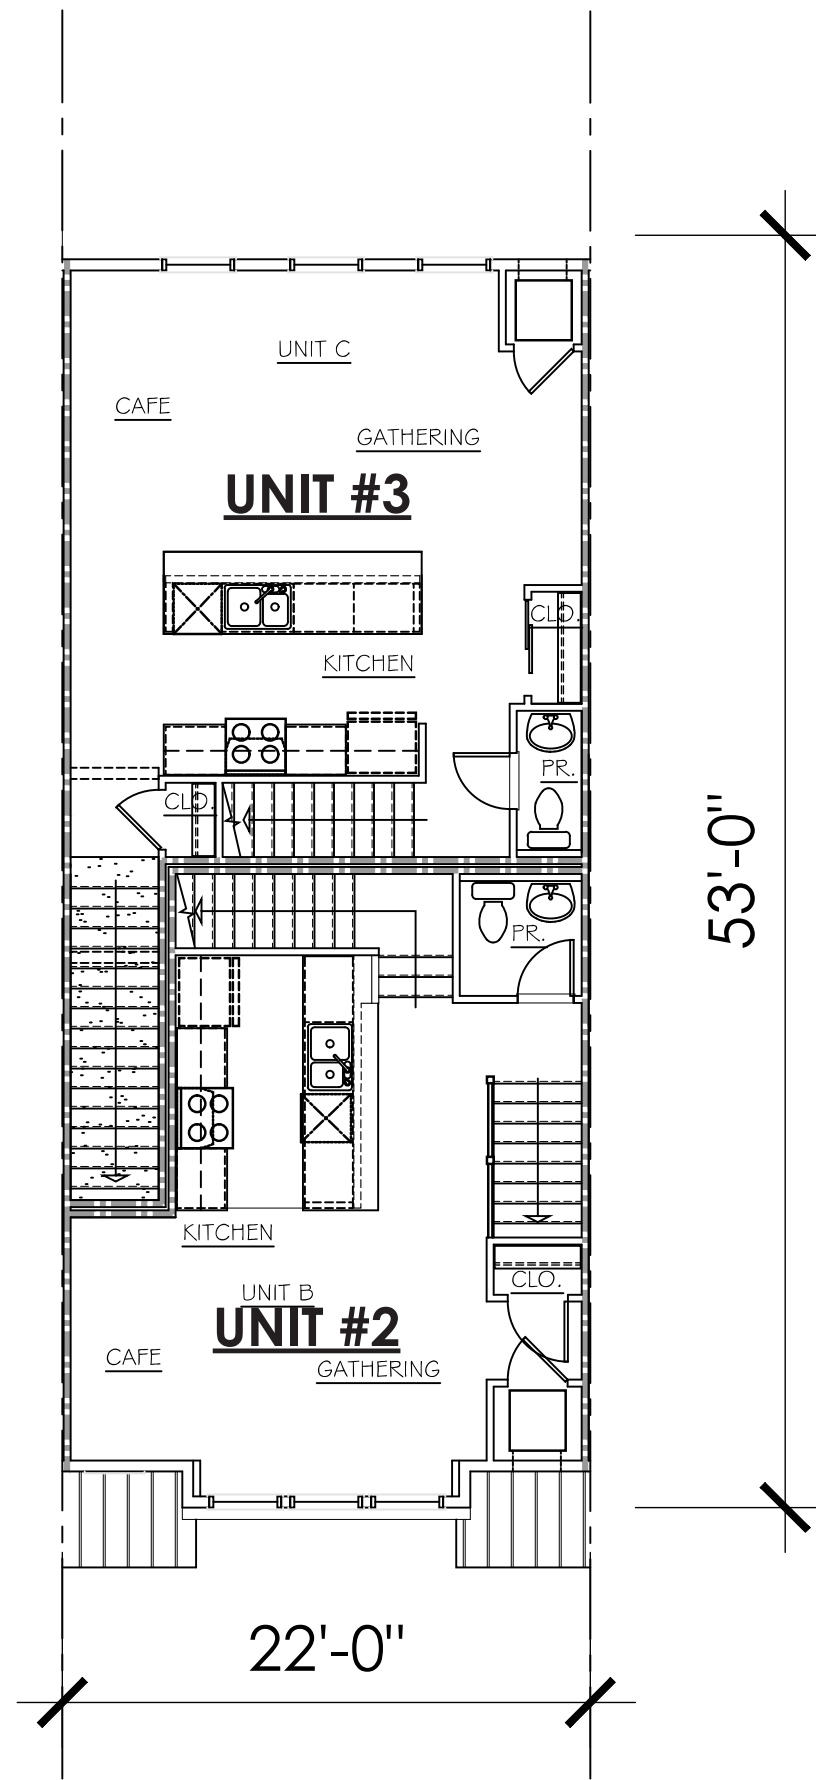 UNIT C
CAFE
GATHERING
UNIT #3
CLO.
KITCHEN
PR.
CLO.
53'-0"
PR.
KITCHEN
CLO.
UNIT B
UNIT #2
CAFE
GATHERING
22'-0"